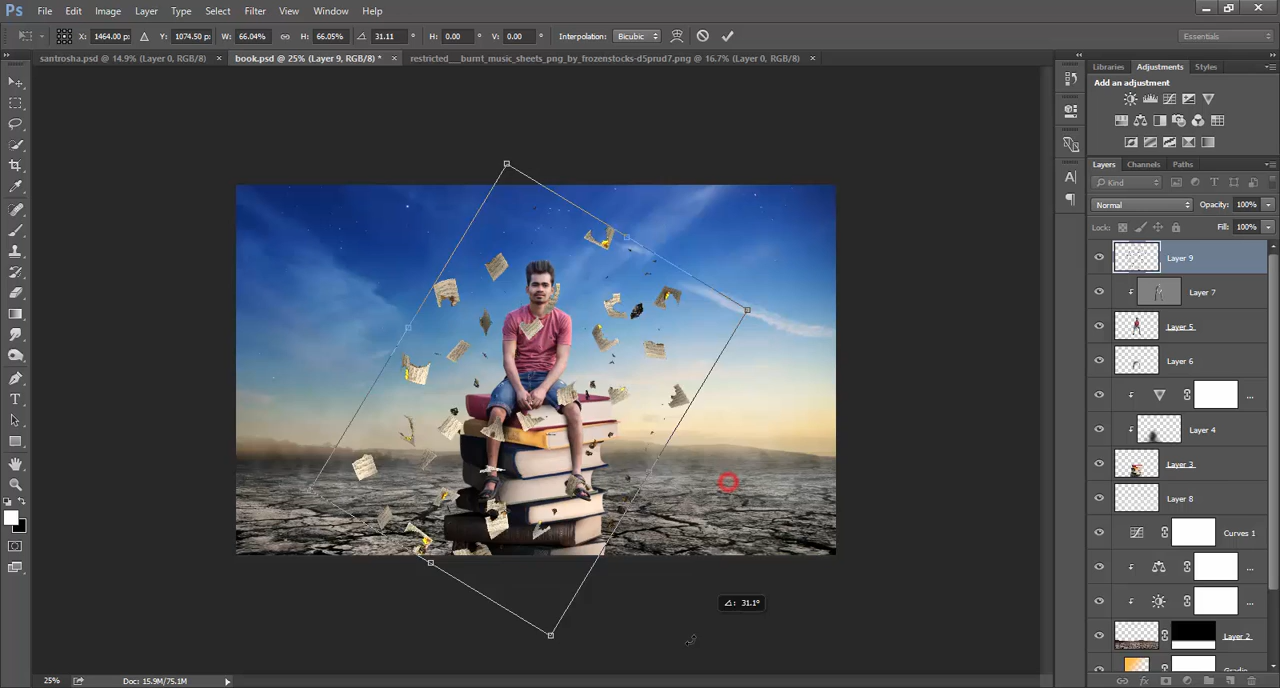 Ps File Edit Image Layer Type Select Filter View Window Help
X: 1464.00 px Y: 1074.50 px W: 66.04% H: 66.05% 31.11 ° H: 0.00 ° V: 0.00 ° Interpolation: Bicubic Essentials
santrosha.psd @ 14.9% (Layer 0, RGB/8) × book.psd @ 25% (Layer 9, RGB/8) * × restricted__burnt_music_sheets_png_by_frozenstocks-d5prud7.png @ 16.7% (Layer 0, RGB/8) ×
Libraries Adjustments Styles
Add an adjustment
Layers Channels Paths
Kind
Normal Opacity: 100%
Lock: Fill: 100%
Layer 9
Layer 7
Layer 5
Layer 6
...
Layer 4
Layer 3
Layer 8
Curves 1
...
...
Layer 2
Gradie
31.1°
25% Doc: 15.9M/75.1M